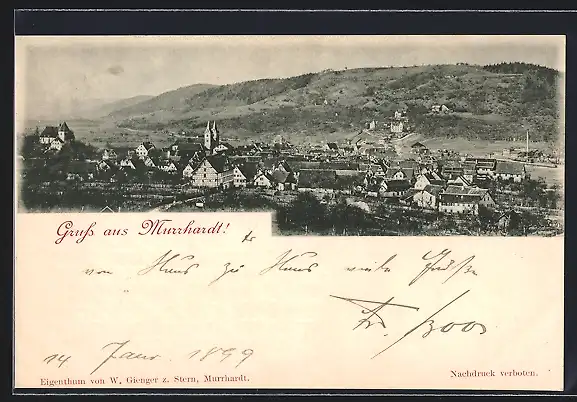 Gruß aus Murrhardt!
von Haus zu Haus viele Grüße
14 Janr. 1899
Eigenthum von W. Gienger z. Stern, Murrhardt.
Nachdruck verboten.